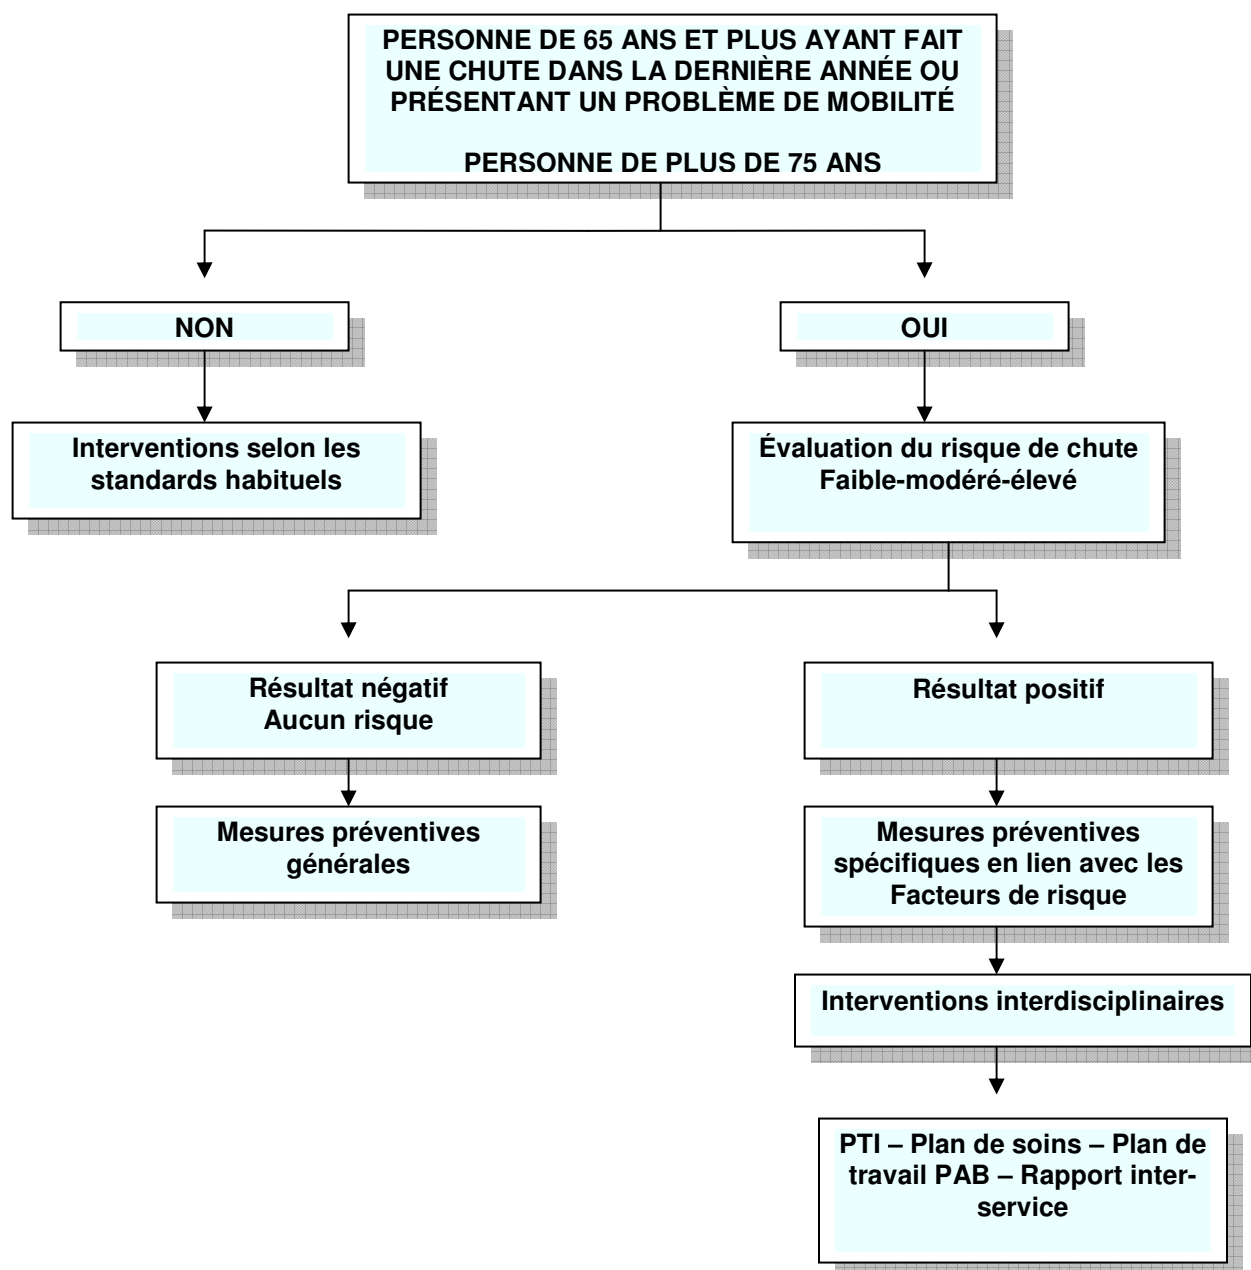 PERSONNE DE 65 ANS ET PLUS AYANT FAIT
UNE CHUTE DANS LA DERNIÈRE ANNÉE OU
PRÉSENTANT UN PROBLÈME DE MOBILITÉ
PERSONNE DE PLUS DE 75 ANS
NON
OUI
Interventions selon les
standards habituels
Évaluation du risque de chute
Faible-modéré-élevé
Résultat négatif
Aucun risque
Résultat positif
Mesures préventives
générales
Mesures préventives
spécifiques en lien avec les
Facteurs de risque
Interventions interdisciplinaires
PTI – Plan de soins – Plan de
travail PAB – Rapport inter-
service